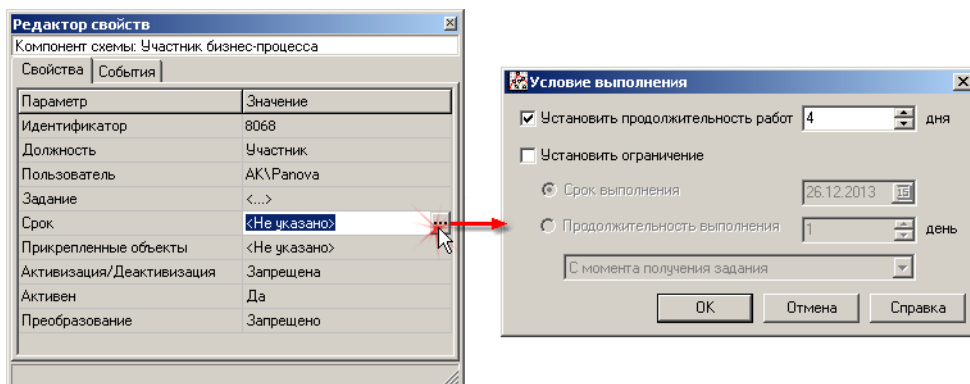 Редактор свойств
Компонент схемы: Участник бизнес-процесса
Свойства События
Параметр Значение
Идентификатор 8068
Должность Участник
Пользователь AK\Panova
Задание <...>
Срок <Не указано> ...
Прикрепленные объекты <Не указано>
Активизация/Деактивизация Запрещена
Активен Да
Преобразование Запрещено
Условие выполнения
Установить продолжительность работ 4 дня
Установить ограничение
Срок выполнения 26.12.2013 15
Продолжительность выполнения 1 день
С момента получения задания
OK Отмена Справка